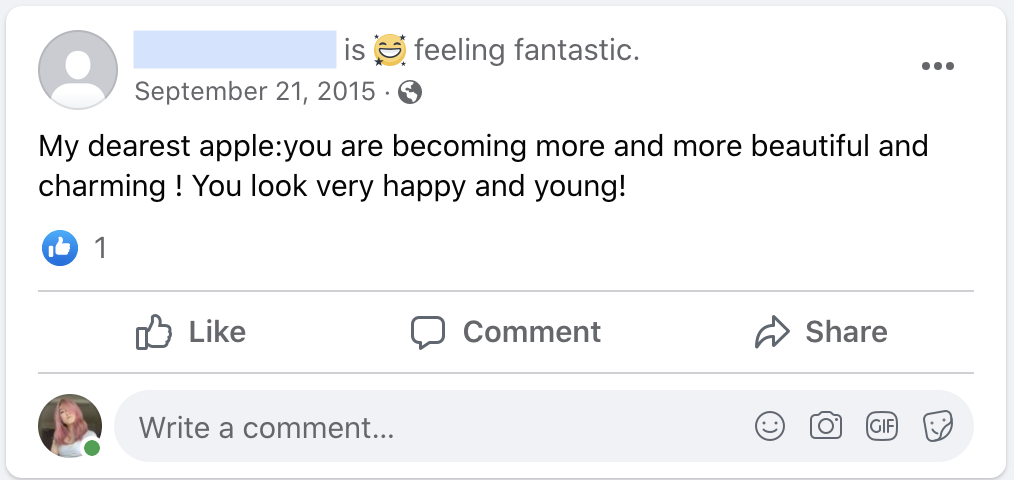 is feeling fantastic.
September 21, 2015 ·
My dearest apple:you are becoming more and more beautiful and
charming ! You look very happy and young!
1
Like Comment Share
Write a comment... GIF